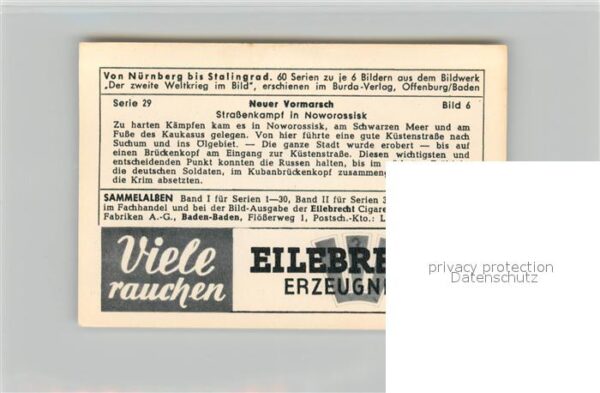 Von Nürnberg bis Stalingrad. 60 Serien zu je 6 Bildern aus dem Bildwerk
„Der zweite Weltkrieg im Bild", erschienen im Burda-Verlag, Offenburg/Baden
Serie 29 Neuer Vormarsch Bild 6
Straßenkampf in Noworossisk
Zu harten Kämpfen kam es in Noworossisk, am Schwarzen Meer und am
Fuße des Kaukasus gelegen. Von hier führte eine gute Küstenstraße nach
Suchum und ins Ölgebiet. — Die ganze Stadt wurde erobert — bis auf
einen Brückenkopf am Eingang zur Küstenstraße. Diesen wichtigsten und
entscheidenden Punkt konnten die Russen halten, bis im
die deutschen Soldaten, im Kubanbrückenkopf
die Krim absetzten.
SAMMELALBEN Band I für Serien 1—30, Band II für Serien
im Fachhandel und bei der Bild-Ausgabe der Eilebrecht
Fabriken A.-G., Baden-Baden, Flößerweg 1, Postsch.-Kto.:
Viele
rauchen
privacy protection
Datenschutz